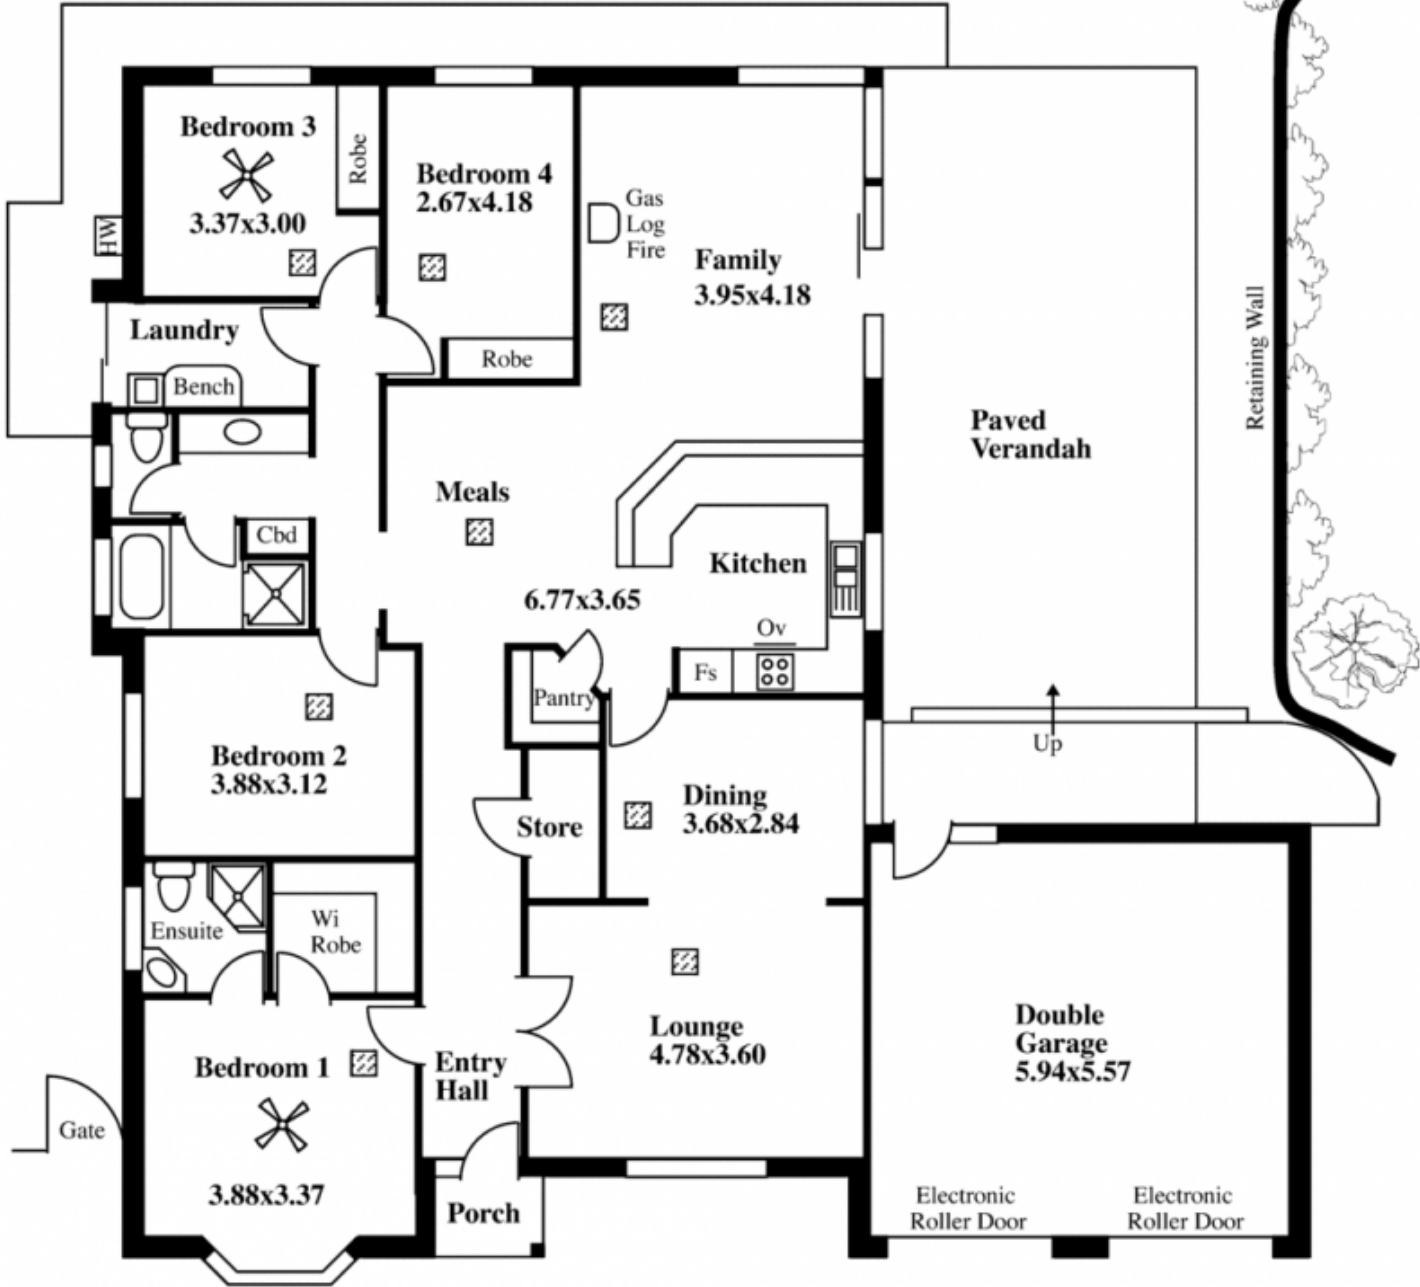 Bedroom 3
3.37x3.00
Robe
Bedroom 4
2.67x4.18
Robe
Gas
Log
Fire
Family
3.95x4.18
HW
Laundry
Bench
Retaining Wall
Paved
Verandah
Meals
Cbd
Kitchen
6.77x3.65
Ov
Fs
Pantry
Bedroom 2
3.88x3.12
Up
Store
Dining
3.68x2.84
Ensuite
Wi
Robe
Lounge
4.78x3.60
Double
Garage
5.94x5.57
Bedroom 1
3.88x3.37
Entry
Hall
Gate
Porch
Electronic
Roller Door
Electronic
Roller Door